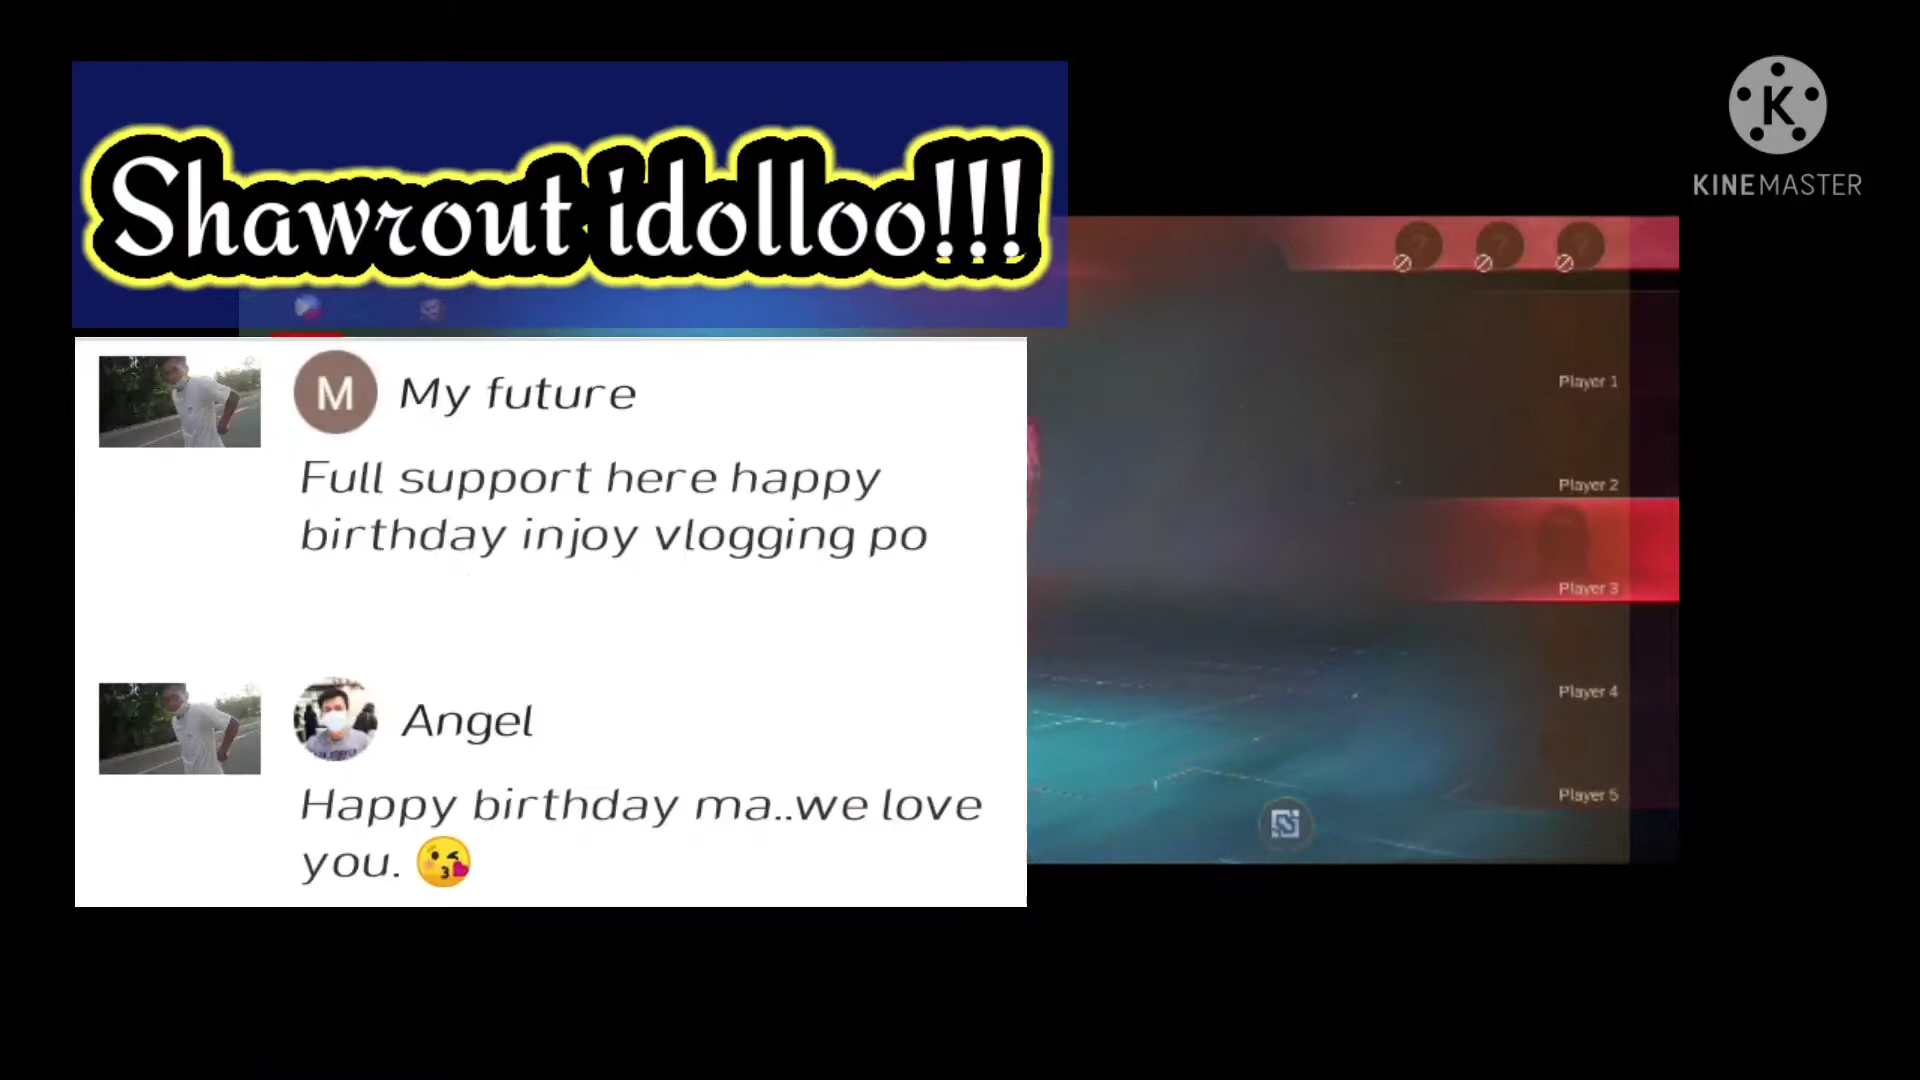 Shawrout idolloo!!!
K
KINEMASTER
M
My future
Full support here happy
birthday injoy vlogging po
Angel
Happy birthday ma..we love
you. 😘
Player 1
Player 2
Player 3
Player 4
Player 5